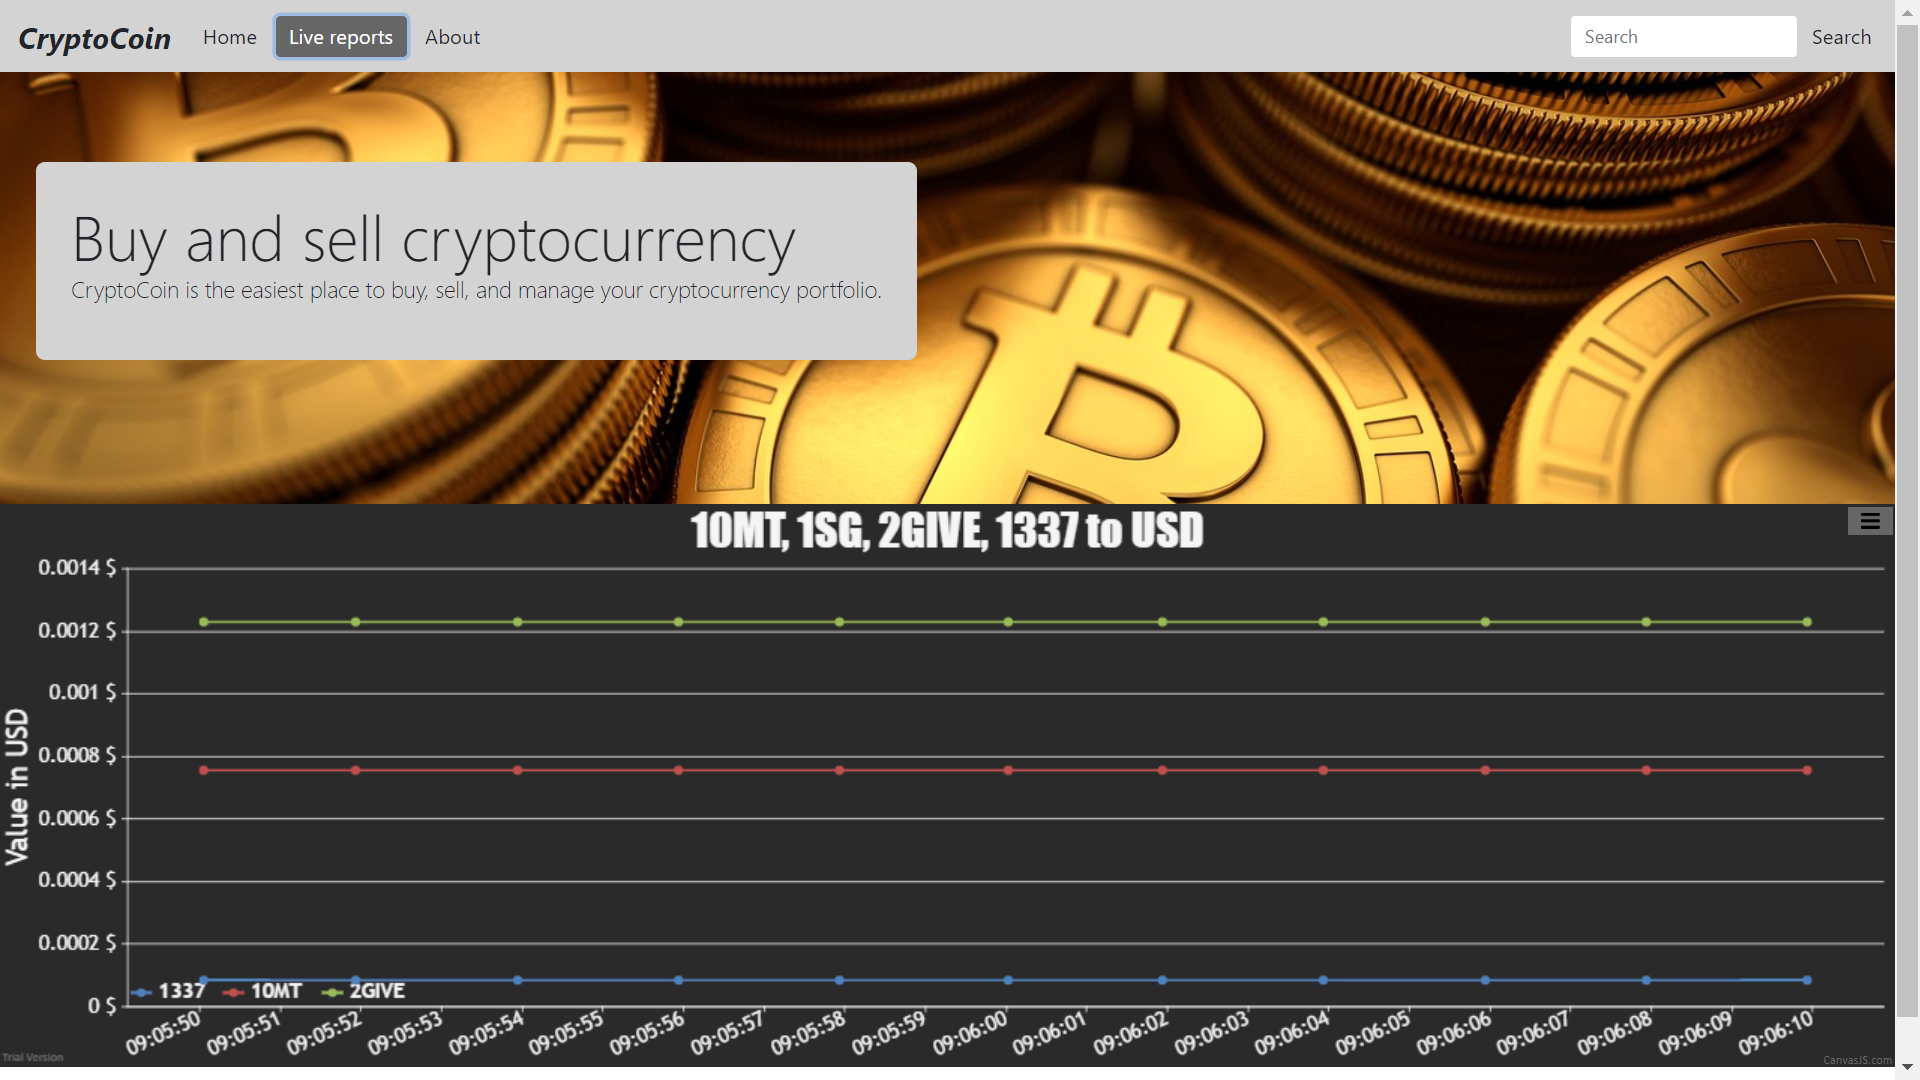 CryptoCoin Home Live reports About Search Search
Buy and sell cryptocurrency
CryptoCoin is the easiest place to buy, sell, and manage your cryptocurrency portfolio.
10MT, 1SG, 2GIVE, 1337 to USD
Value in USD
0.0014 $
0.0012 $
0.001 $
0.0008 $
0.0006 $
0.0004 $
0.0002 $
0 $
1337 10MT 2GIVE
09:05:50 09:05:51 09:05:52 09:05:53 09:05:54 09:05:55 09:05:56 09:05:57 09:05:58 09:05:59 09:06:00 09:06:01 09:06:02 09:06:03 09:06:04 09:06:05 09:06:06 09:06:07 09:06:08 09:06:09 09:06:10
Trial Version
CanvasJS.com